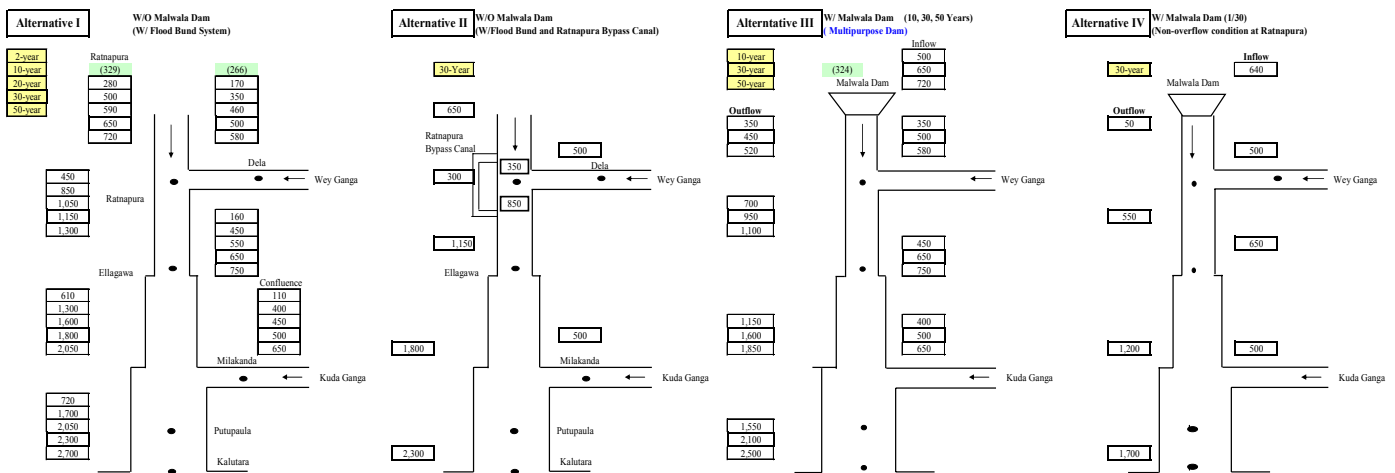 Alternative I
W/O Malwala Dam
(W/ Flood Bund System)
2-year
10-year
20-year
30-year
50-year
Ratnapura
(329)
280
500
590
650
720
(266)
170
350
460
500
580
Dela
Wey Ganga
450
850
1,050
1,150
1,300
Ratnapura
160
450
550
650
750
Ellagawa
Confluence
110
400
450
500
650
610
1,300
1,600
1,800
2,050
Milakanda
Kuda Ganga
720
1,700
2,050
2,300
2,700
Putupaula
Kalutara
Alternative II
W/O Malwala Dam
(W/Flood Bund and Ratnapura Bypass Canal)
30-Year
650
Ratnapura
Bypass Canal
500
350
Dela
300
Wey Ganga
850
1,150
Ellagawa
500
1,800
Milakanda
Kuda Ganga
Putupaula
2,300
Kalutara
Alterntative III
W/ Malwala Dam (10, 30, 50 Years)
( Multipurpose Dam)
10-year
30-year
50-year
(324)
Malwala Dam
Inflow
500
650
720
Outflow
350
450
520
350
500
580
Wey Ganga
700
950
1,100
450
650
750
1,150
1,600
1,850
400
500
650
Kuda Ganga
1,550
2,100
2,500
Alternative IV
W/ Malwala Dam (1/30)
(Non-overflow condition at Ratnapura)
30-year
Inflow
640
Malwala Dam
Outflow
50
500
Wey Ganga
550
650
1,200
500
Kuda Ganga
1,700